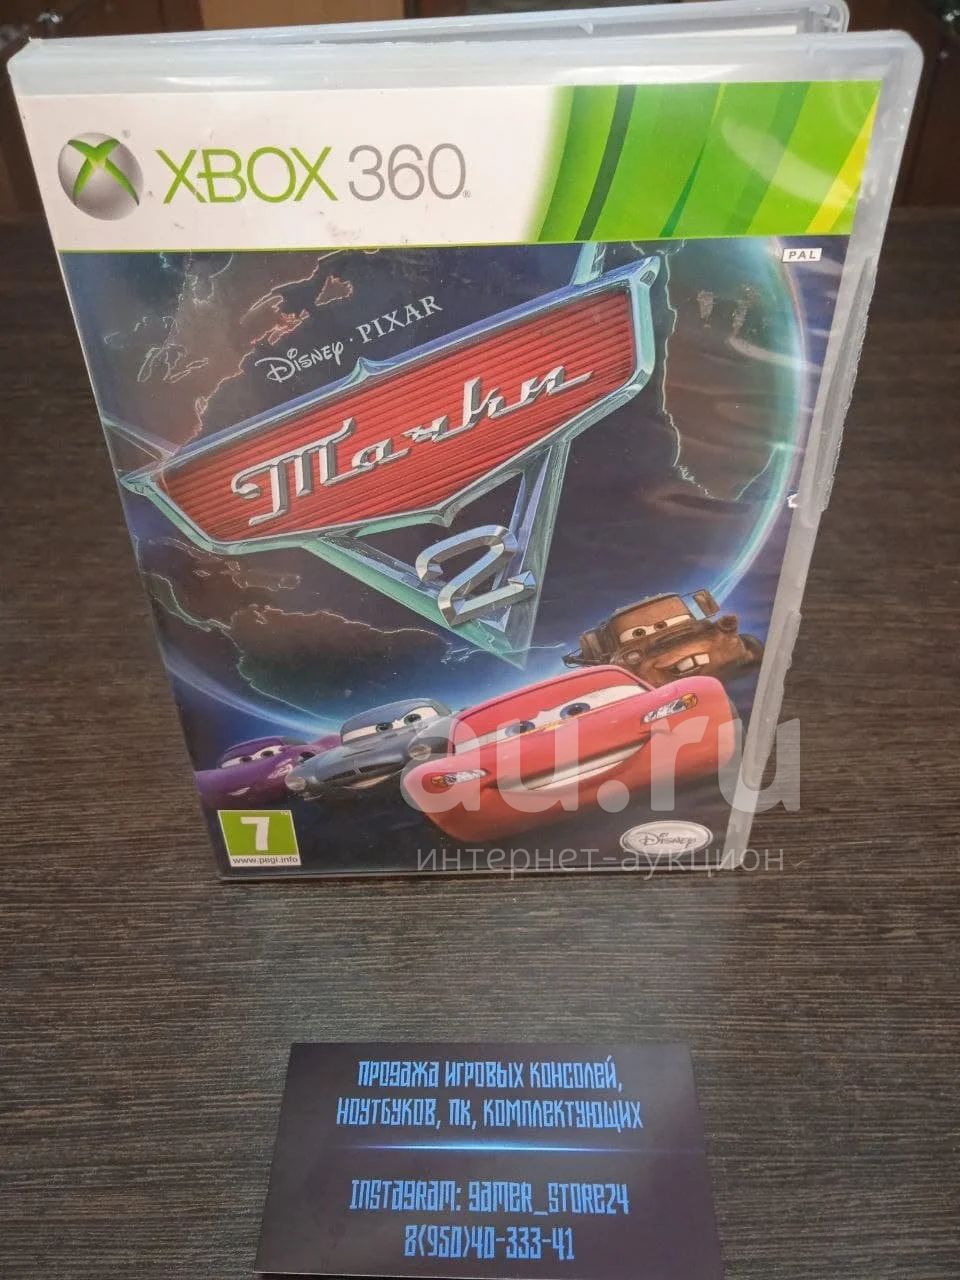 XBOX 360
PAL
Disney · PIXAR
Тачки
2
7
www.pegi.info
Disney
au.ru
интернет-аукцион
ПРОДАЖА ИГРОВЫХ КОНСОЛЕЙ,
НОУТБУКОВ, ПК, КОМПЛЕКТУЮЩИХ
INSTAGRAM: GAMER_STORE24
8(950)40-333-41